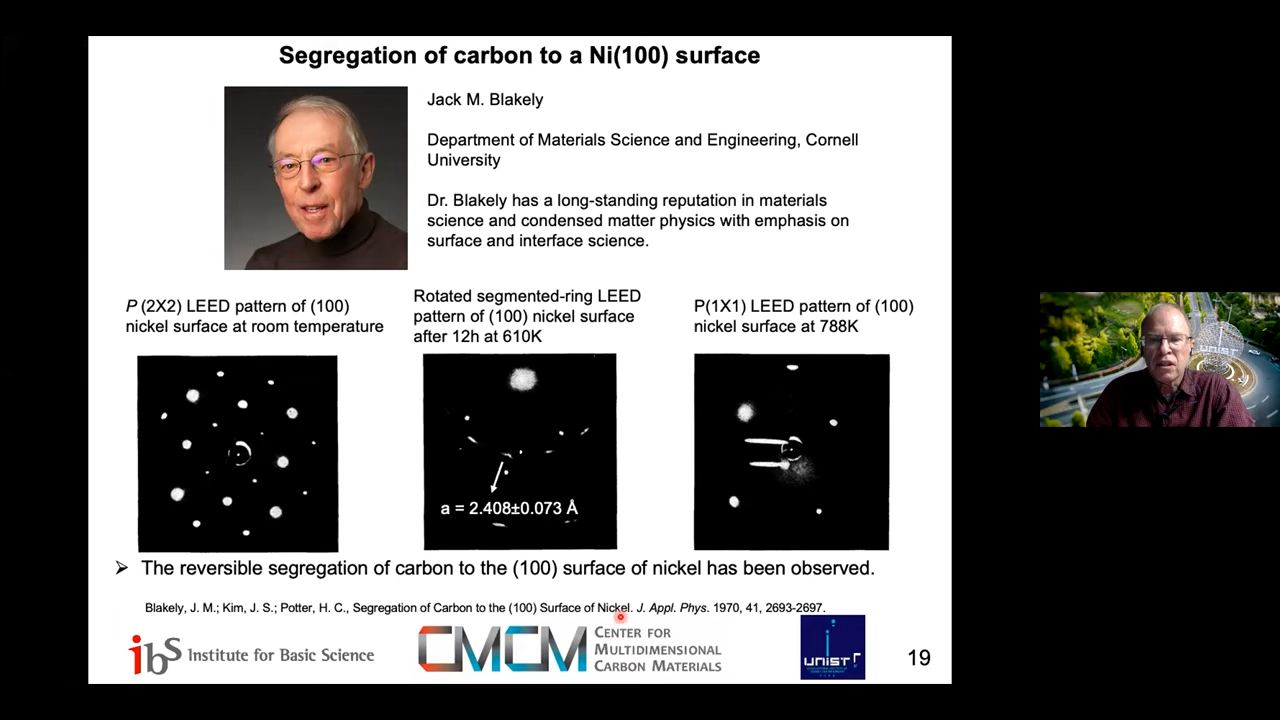 Segregation of carbon to a Ni(100) surface
Jack M. Blakely
Department of Materials Science and Engineering, Cornell
University
Dr. Blakely has a long-standing reputation in materials
science and condensed matter physics with emphasis on
surface and interface science.
P (2X2) LEED pattern of (100)
nickel surface at room temperature
Rotated segmented-ring LEED
pattern of (100) nickel surface
after 12h at 610K
P(1X1) LEED pattern of (100)
nickel surface at 788K
a = 2.408±0.073 Å
➢ The reversible segregation of carbon to the (100) surface of nickel has been observed.
Blakely, J. M.; Kim, J. S.; Potter, H. C., Segregation of Carbon to the (100) Surface of Nickel. J. Appl. Phys. 1970, 41, 2693-2697.
ibS Institute for Basic Science
CMCM
CENTER FOR
MULTIDIMENSIONAL
CARBON MATERIALS
UNIST
19
UNIST